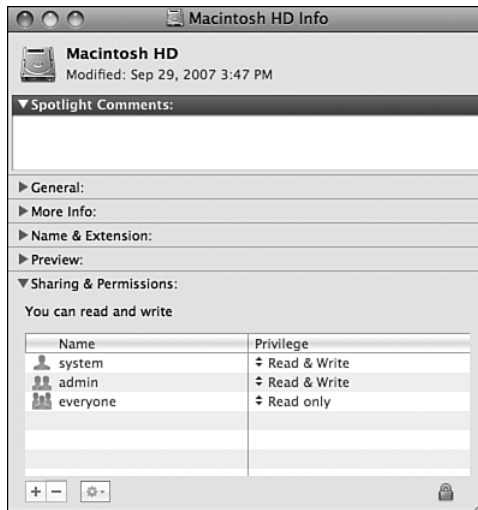 Macintosh HD Info
Macintosh HD
Modified: Sep 29, 2007 3:47 PM
Spotlight Comments:
General:
More Info:
Name & Extension:
Preview:
Sharing & Permissions:
You can read and write
Name Privilege
system Read & Write
admin Read & Write
everyone Read only